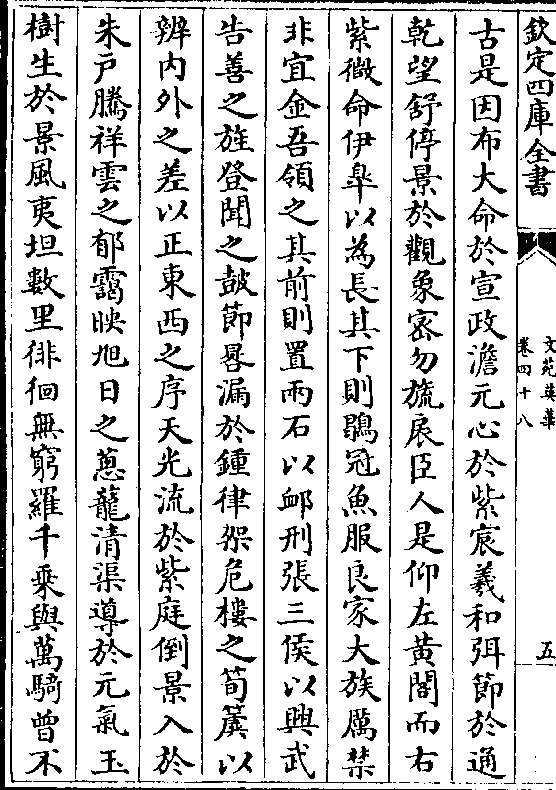 欽定四庫全書
文苑英華
卷四十八
五
古是因布大命於宣政澹元心於紫宸羲和弭節於通
乾望舒停景於觀象密勿旒扆臣人是仰左黃閣而右
紫微命伊臯以為長其下則鶡冠魚服良家大族厲禁
非宜金吾領之其前則置兩石以䘏刑張三侯以興武
告善之旌登聞之鼔節晷漏於鍾律架危樓之筍簴以
辨內外之差以正東西之序天光流於紫庭倒景入於
朱戶騰祥雲之郁靄映旭日之蔥蘢清渠導於元氣玉
樹生於景風夷坦數里徘徊無窮羅千乘與萬騎曾不